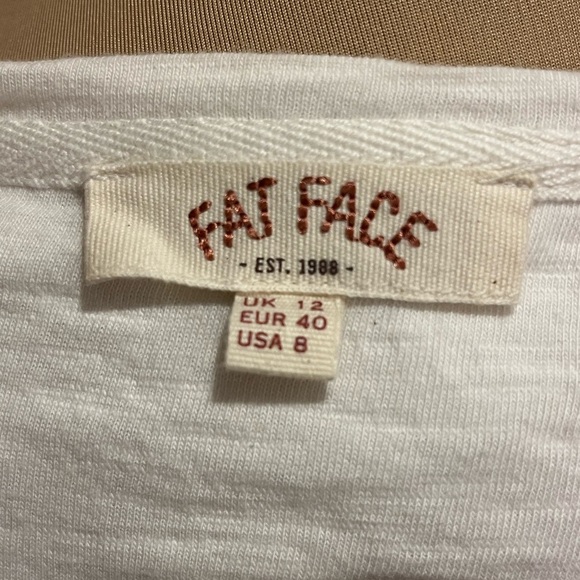 FAT FACE
- EST. 1988 -
UK 12
EUR 40
USA 8